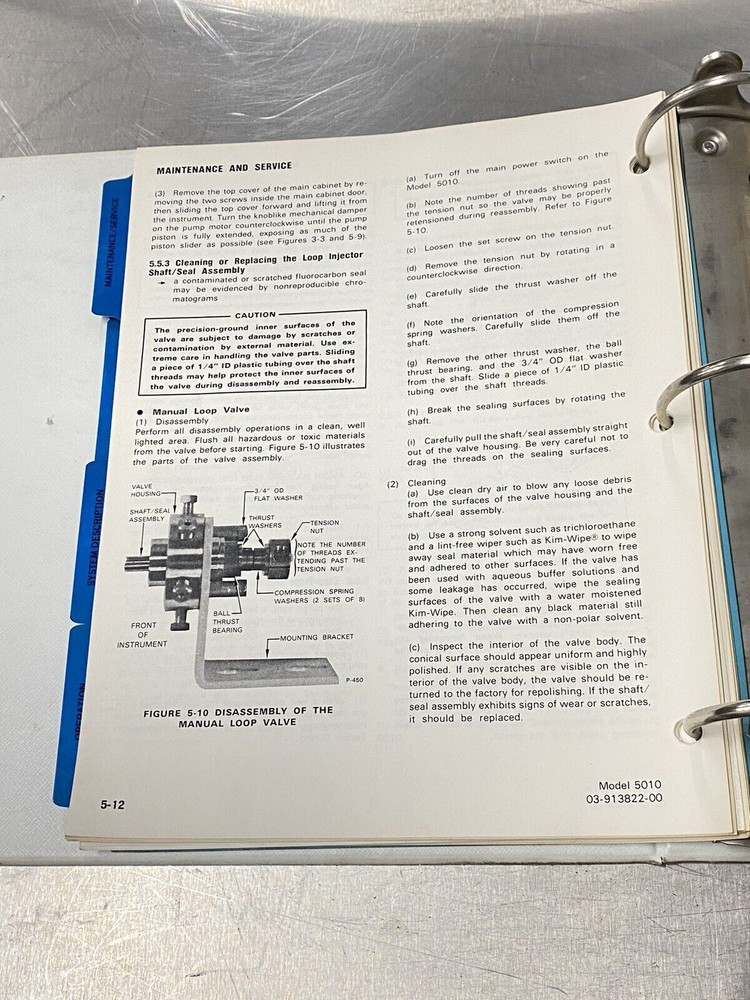 MAINTENANCE AND SERVICE
(3) Remove the top cover of the main cabinet by re-
moving the two screws inside the main cabinet door,
then sliding the top cover forward and lifting it from
the instrument. Turn the knoblike mechanical damper
on the pump motor counterclockwise until the pump
piston is fully extended, exposing as much of the
piston slider as possible (see Figures 3-3 and 5-9).
5.5.3 Cleaning or Replacing the Loop Injector
Shaft/Seal Assembly
→ a contaminated or scratched fluorocarbon seal
may be evidenced by nonreproducible chro-
matograms
CAUTION
The precision-ground inner surfaces of the
valve are subject to damage by scratches or
contamination by external material. Use ex-
treme care in handling the valve parts. Sliding
a piece of 1/4" ID plastic tubing over the shaft
threads may help protect the inner surfaces of
the valve during disassembly and reassembly.
● Manual Loop Valve
(1) Disassembly
Perform all disassembly operations in a clean, well
lighted area. Flush all hazardous or toxic materials
from the valve before starting. Figure 5-10 illustrates
the parts of the valve assembly.
VALVE
HOUSING
SHAFT/SEAL
ASSEMBLY
3/4" OD
FLAT WASHER
THRUST
WASHERS
TENSION
NUT
NOTE THE NUMBER
OF THREADS EX-
TENDING PAST THE
TENSION NUT
COMPRESSION SPRING
WASHERS (2 SETS OF 8)
BALL
THRUST
BEARING
FRONT
OF
INSTRUMENT
MOUNTING BRACKET
P-450
FIGURE 5-10 DISASSEMBLY OF THE
MANUAL LOOP VALVE
5-12
(a) Turn off the main power switch on the
Model 5010.
(b) Note the number of threads showing past
the tension nut so the valve may be properly
retensioned during reassembly. Refer to Figure
5-10.
(c) Loosen the set screw on the tension nut.
(d) Remove the tension nut by rotating in a
counterclockwise direction.
(e) Carefully slide the thrust washer off the
shaft.
(f) Note the orientation of the compression
spring washers. Carefully slide them off the
shaft.
(g) Remove the other thrust washer, the ball
thrust bearing, and the 3/4" OD flat washer
from the shaft. Slide a piece of 1/4" ID plastic
tubing over the shaft threads.
(h) Break the sealing surfaces by rotating the
shaft.
(i) Carefully pull the shaft/seal assembly straight
out of the valve housing. Be very careful not to
drag the threads on the sealing surfaces.
(2) Cleaning
(a) Use clean dry air to blow any loose debris
from the surfaces of the valve housing and the
shaft/seal assembly.
(b) Use a strong solvent such as trichloroethane
and a lint-free wiper such as Kim-Wipe® to wipe
away seal material which may have worn free
and adhered to other surfaces. If the valve has
been used with aqueous buffer solutions and
some leakage has occurred, wipe the sealing
surfaces of the valve with a water moistened
Kim-Wipe. Then clean any black material still
adhering to the valve with a non-polar solvent.
(c) Inspect the interior of the valve body. The
conical surface should appear uniform and highly
polished. If any scratches are visible on the in-
terior of the valve body, the valve should be re-
turned to the factory for repolishing. If the shaft/
seal assembly exhibits signs of wear or scratches,
it should be replaced.
Model 5010
03-913822-00
MAINTENANCE/SERVICE
SYSTEM DESCRIPTION
OPERATION